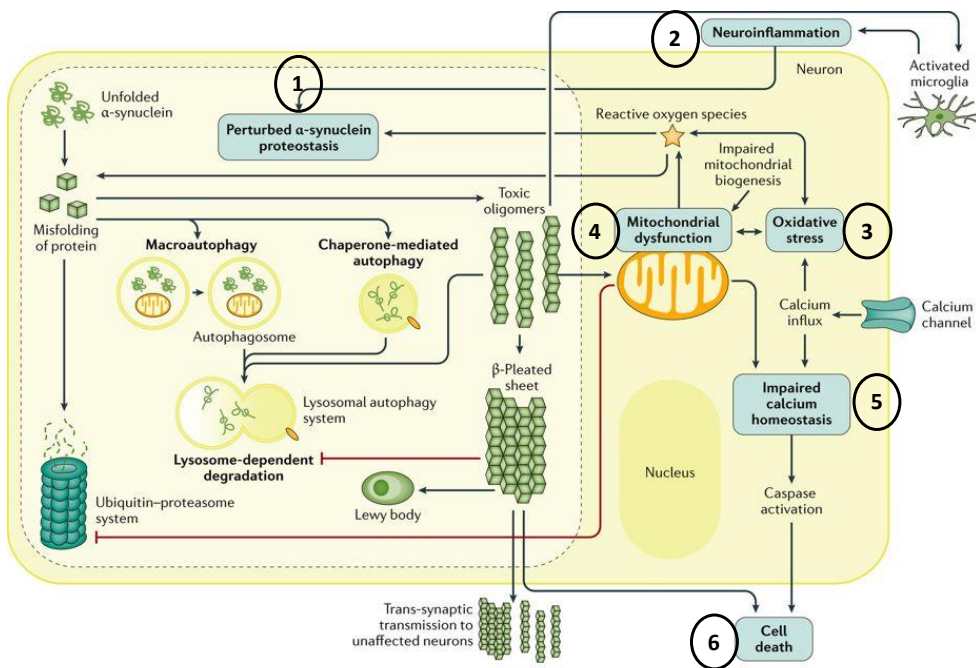 2
Neuroinflammation
Neuron
Activated
microglia
1
Unfolded
α-synuclein
Perturbed α-synuclein
proteostasis
Reactive oxygen species
Impaired
mitochondrial
biogenesis
Misfolding
of protein
Toxic
oligomers
4
Mitochondrial
dysfunction
Oxidative
stress
3
Macroautophagy
Chaperone-mediated
autophagy
Autophagosome
Calcium
influx
Calcium
channel
β-Pleated
sheet
Lysosomal autophagy
system
Impaired
calcium
homeostasis
5
Lysosome-dependent
degradation
Nucleus
Ubiquitin–proteasome
system
Lewy body
Caspase
activation
Trans-synaptic
transmission to
unaffected neurons
6
Cell
death